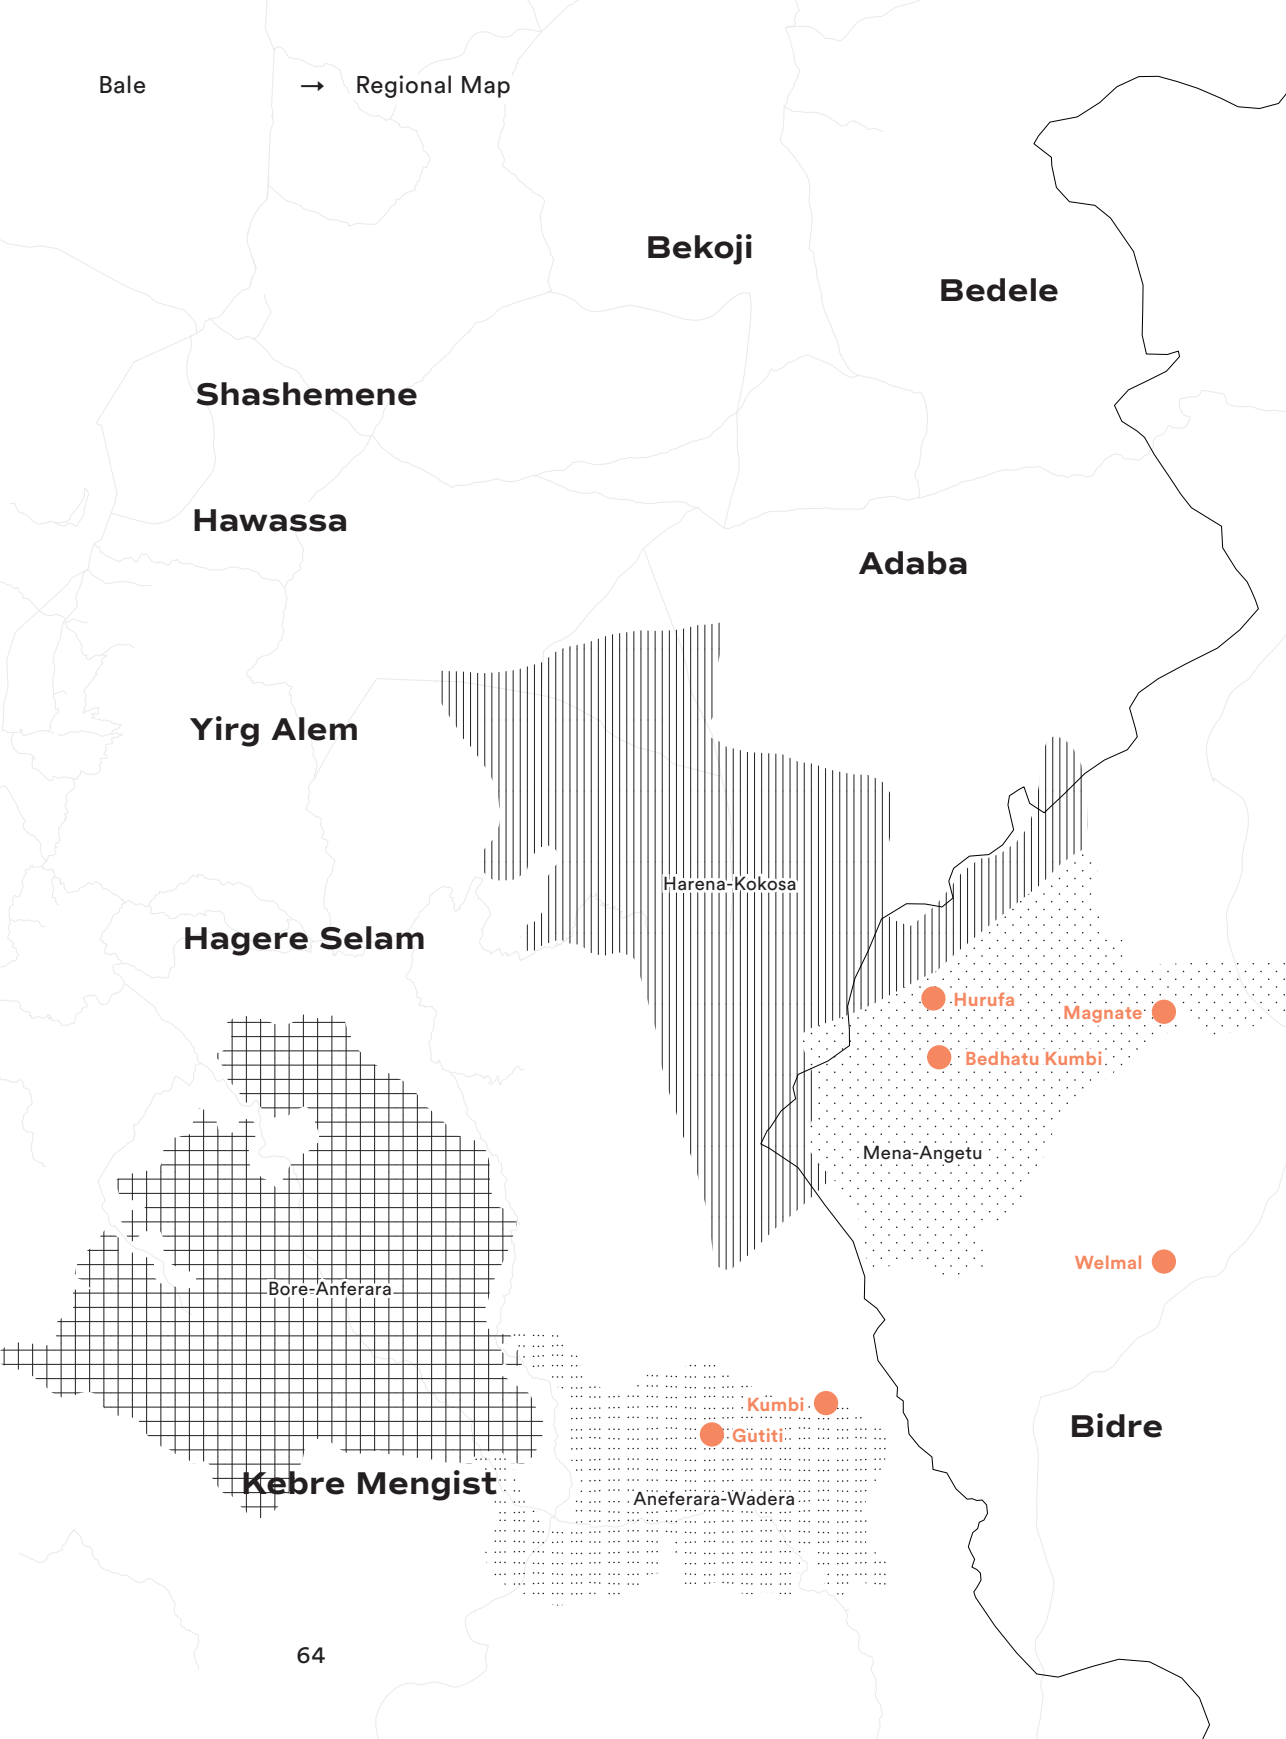 Bale → Regional Map
Bekoji
Bedele
Shashemene
Hawassa
Adaba
Yirg Alem
Harena-Kokosa
Hagere Selam
Hurufa
Magnate
Bedhatu Kumbi
Mena-Angetu
Welmal
Bore-Anferara
Kumbi
Gutiti
Bidre
Kebre Mengist
Aneferara-Wadera
64